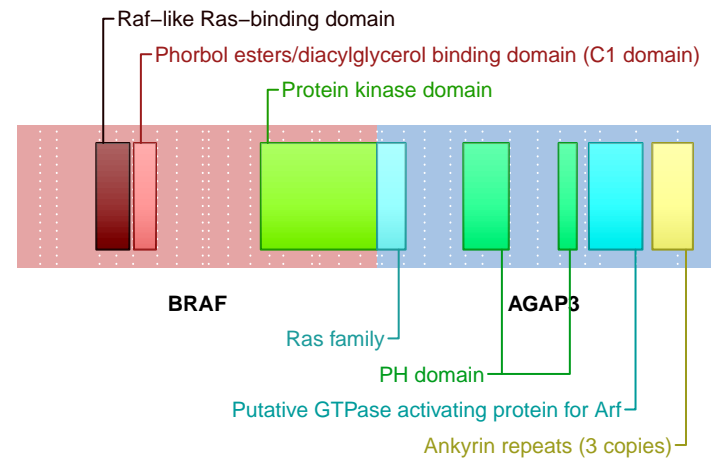 Raf−like Ras−binding domain
Phorbol esters/diacylglycerol binding domain (C1 domain)
Protein kinase domain
BRAF
AGAP3
Ras family
PH domain
Putative GTPase activating protein for Arf
Ankyrin repeats (3 copies)